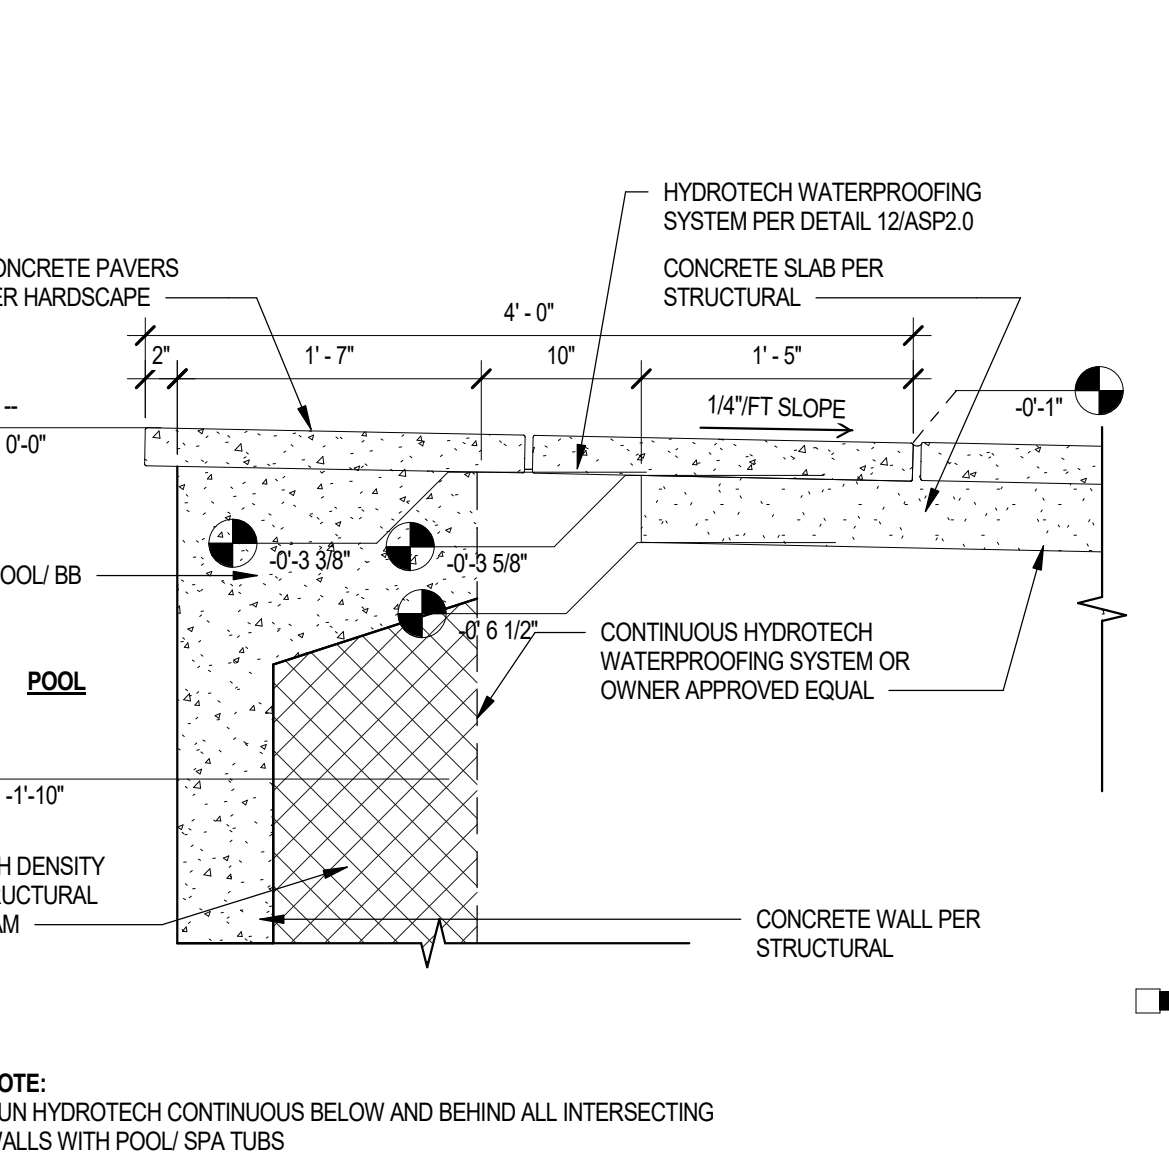 HYDROTECH WATERPROOFING
SYSTEM PER DETAIL 12/ASP2.0
ONCRETE PAVERS
ER HARDSCAPE
CONCRETE SLAB PER
STRUCTURAL
4' - 0"
2"
1' - 7"
10"
1' - 5"
1/4"/FT SLOPE
-0'-1"
--
0'-0"
-0'-3 3/8"
-0'-3 5/8"
OOL/ BB
-0' 6 1/2"
CONTINUOUS HYDROTECH
WATERPROOFING SYSTEM OR
OWNER APPROVED EQUAL
POOL
-1'-10"
H DENSITY
RUCTURAL
AM
CONCRETE WALL PER
STRUCTURAL
OTE:
UN HYDROTECH CONTINUOUS BELOW AND BEHIND ALL INTERSECTING
WALLS WITH POOL/ SPA TUBS